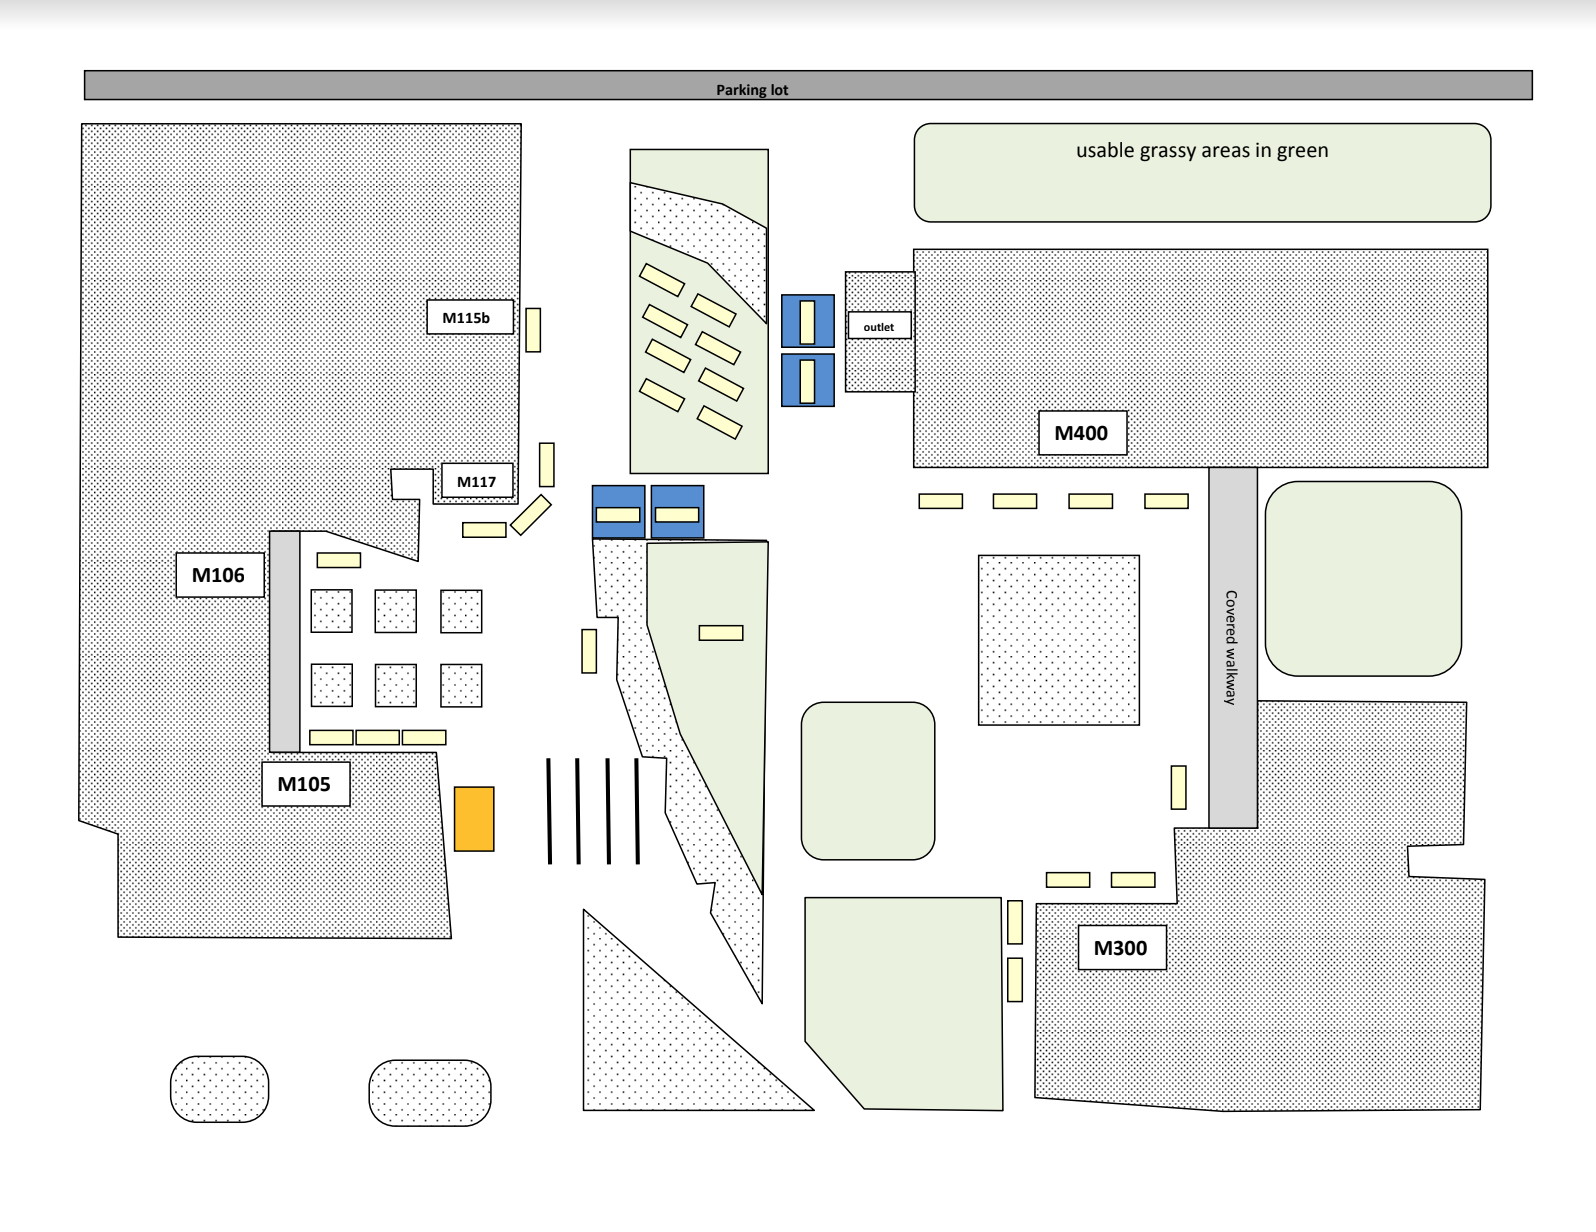 Parking lot
usable grassy areas in green
M115b
outlet
M400
M117
M106
Covered walkway
M105
M300